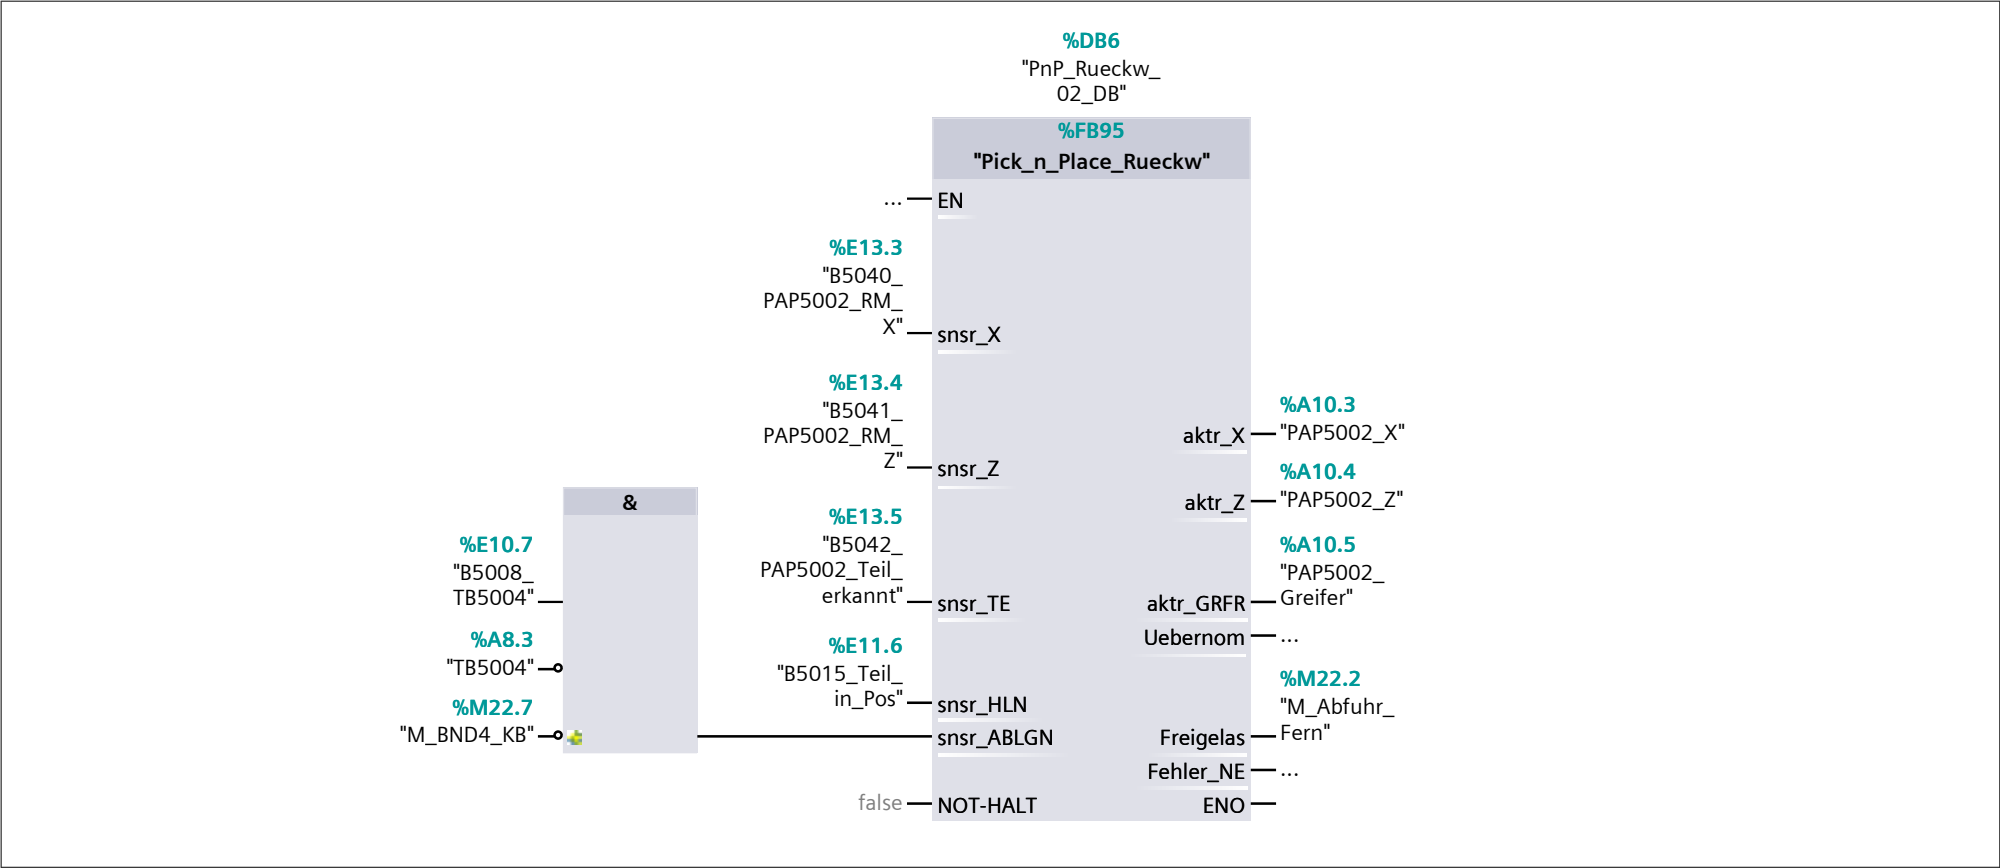 %DB6
"PnP_Rueckw_
02_DB"
%FB95
"Pick_n_Place_Rueckw"
... EN
%E13.3
"B5040_
PAP5002_RM_
X" snsr_X
%E13.4
"B5041_
PAP5002_RM_
Z" snsr_Z
%A10.3
aktr_X "PAP5002_X"
%A10.4
aktr_Z "PAP5002_Z"
&
%E10.7
"B5008_
TB5004"
%A8.3
"TB5004"
%M22.7
"M_BND4_KB"
%E13.5
"B5042_
PAP5002_Teil_
erkannt" snsr_TE
%A10.5
"PAP5002_
aktr_GRFR Greifer"
Uebernom ...
%E11.6
"B5015_Teil_
in_Pos" snsr_HLN
snsr_ABLGN
%M22.2
"M_Abfuhr_
Freigelas Fern"
Fehler_NE ...
false NOT-HALT
ENO